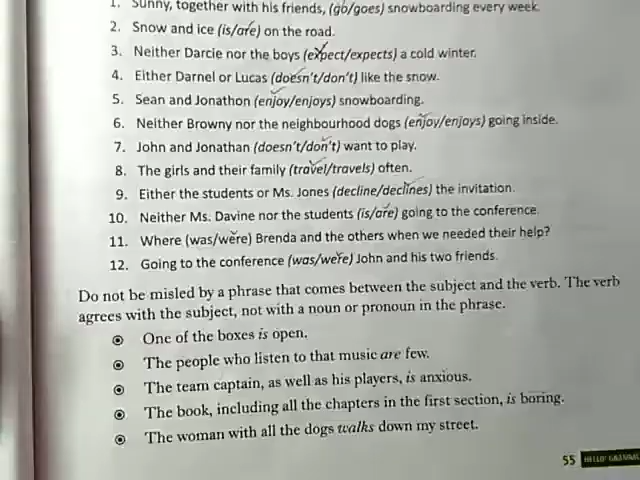 1. Sunny, together with his friends, (go/goes) snowboarding every week.
2. Snow and ice (is/are) on the road.
3. Neither Darcie nor the boys (expect/expects) a cold winter.
4. Either Darnel or Lucas (doesn't/don't) like the snow.
5. Sean and Jonathon (enjoy/enjoys) snowboarding.
6. Neither Browny nor the neighbourhood dogs (enjoy/enjoys) going inside.
7. John and Jonathan (doesn't/don't) want to play.
8. The girls and their family (travel/travels) often.
9. Either the students or Ms. Jones (decline/declines) the invitation.
10. Neither Ms. Davine nor the students (is/are) going to the conference.
11. Where (was/were) Brenda and the others when we needed their help?
12. Going to the conference (was/were) John and his two friends.
Do not be misled by a phrase that comes between the subject and the verb. The verb
agrees with the subject, not with a noun or pronoun in the phrase.
One of the boxes is open.
The people who listen to that music are few.
The team captain, as well as his players, is anxious.
The book, including all the chapters in the first section, is boring.
The woman with all the dogs walks down my street.
55 HELLO!